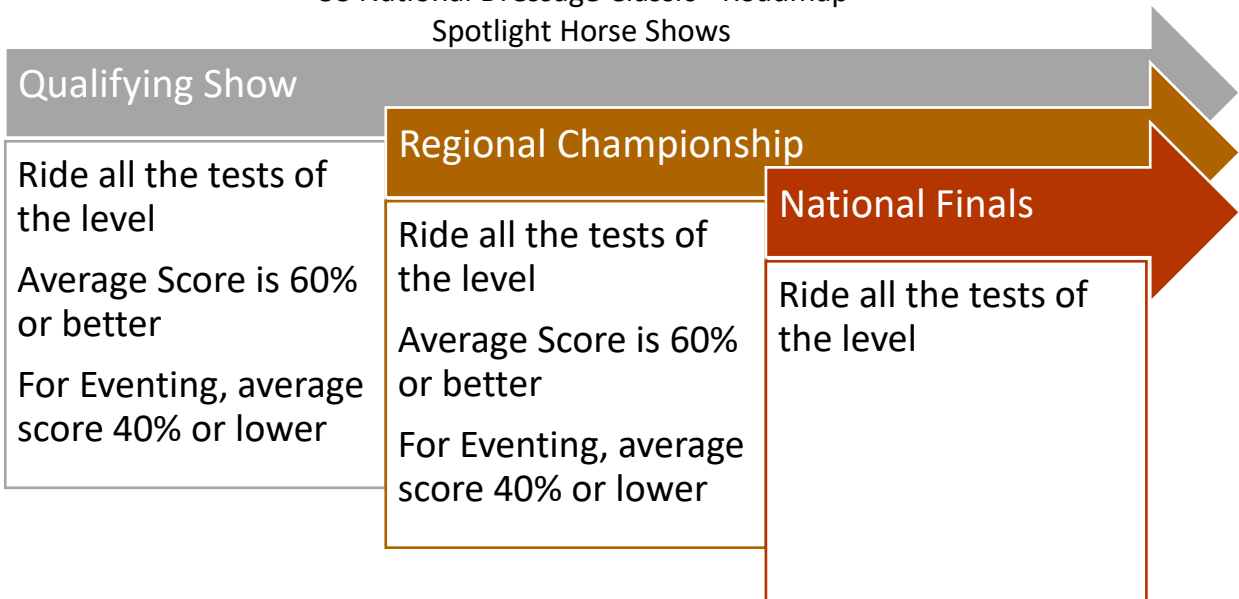 Spotlight Horse Shows
Qualifying Show
Ride all the tests of
the level
Average Score is 60%
or better
For Eventing, average
score 40% or lower
Regional Championship
Ride all the tests of
the level
Average Score is 60%
or better
For Eventing, average
score 40% or lower
National Finals
Ride all the tests of
the level